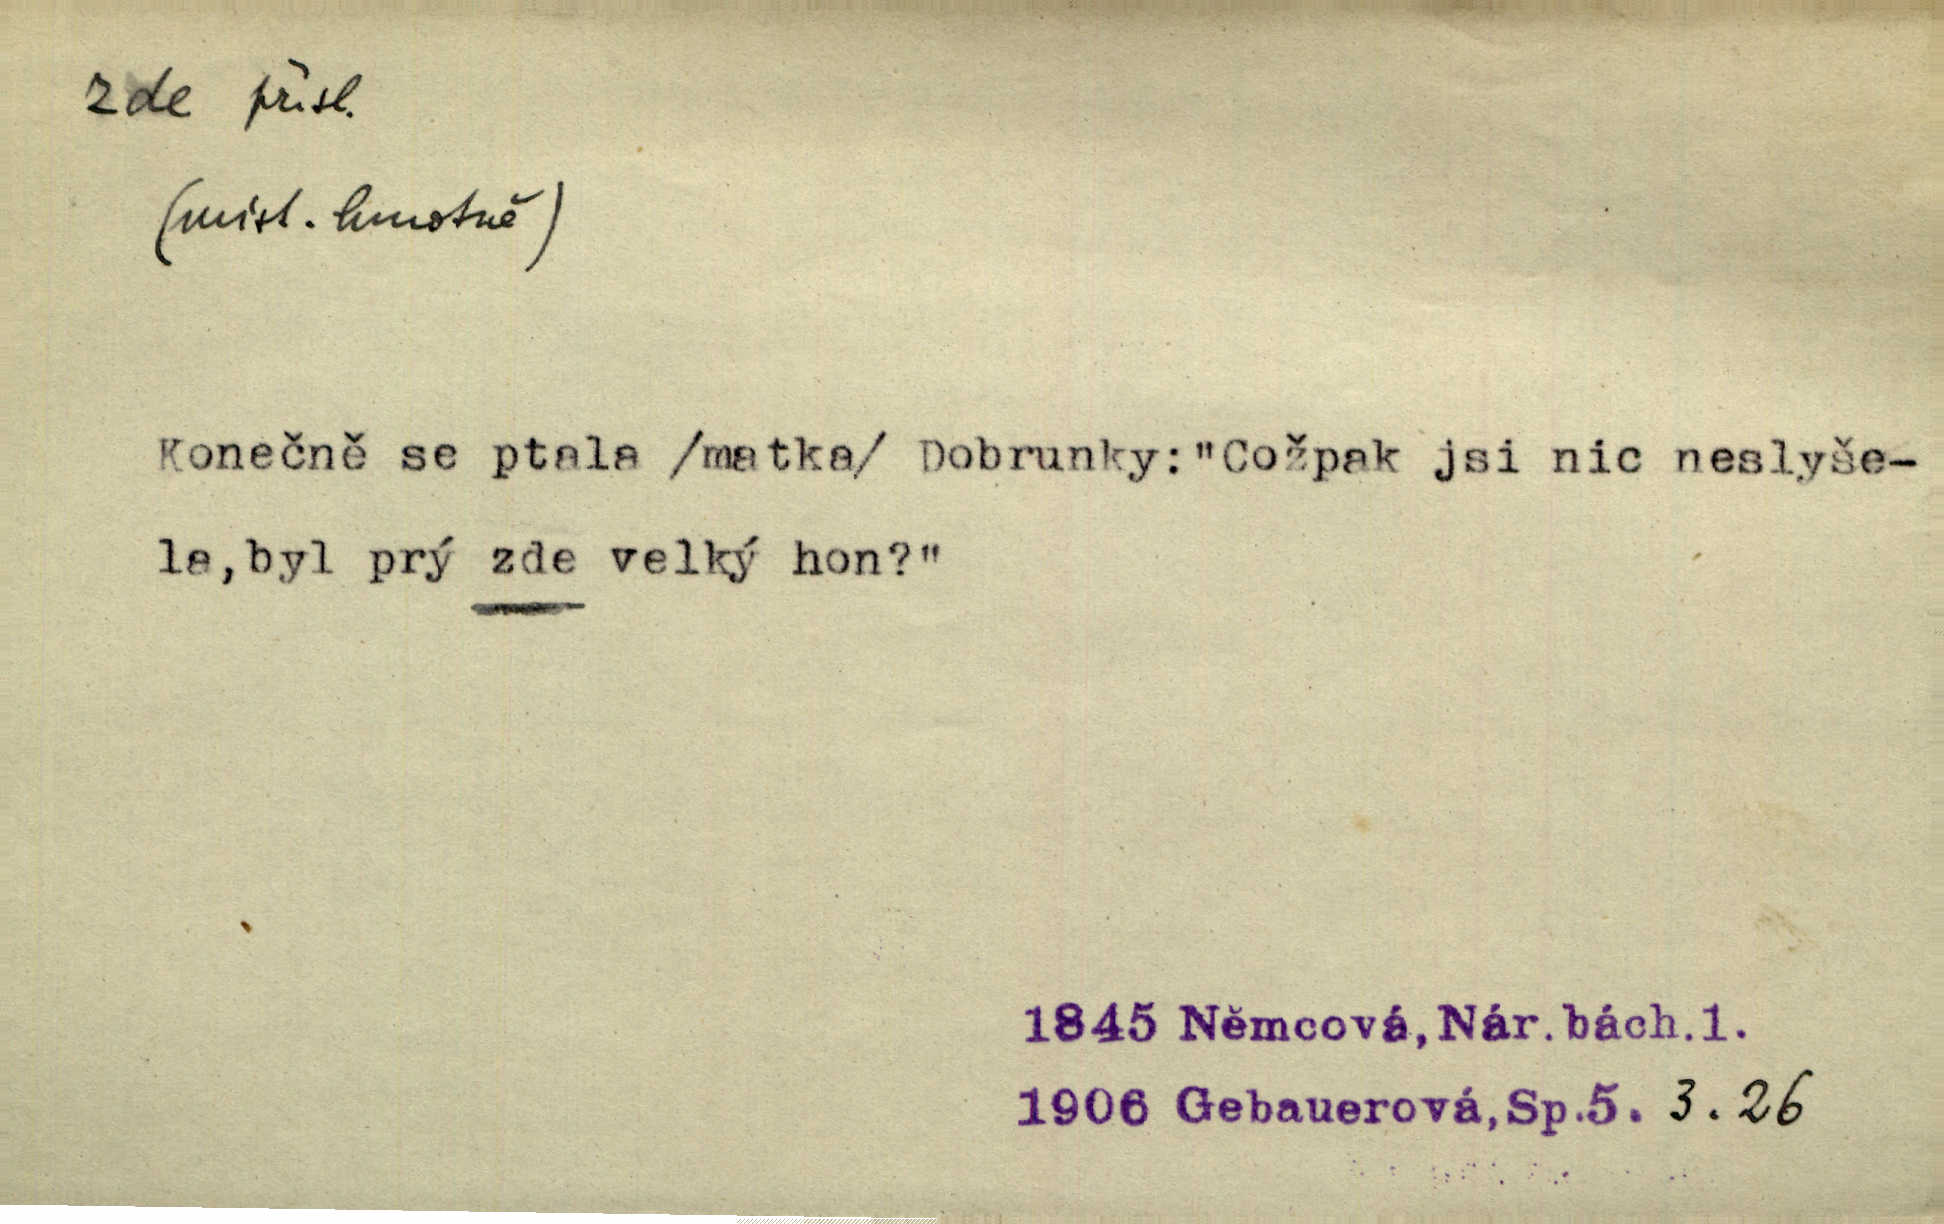 zde přísl.
(míst. hmotně)
Konečně se ptala /matka/ Dobrunky:"Cožpak jsi nic neslyše-
la,byl prý zde velký hon?"
1845 Němcová,Nár.bách.1.
1906 Gebauerová,Sp.5. 3.26